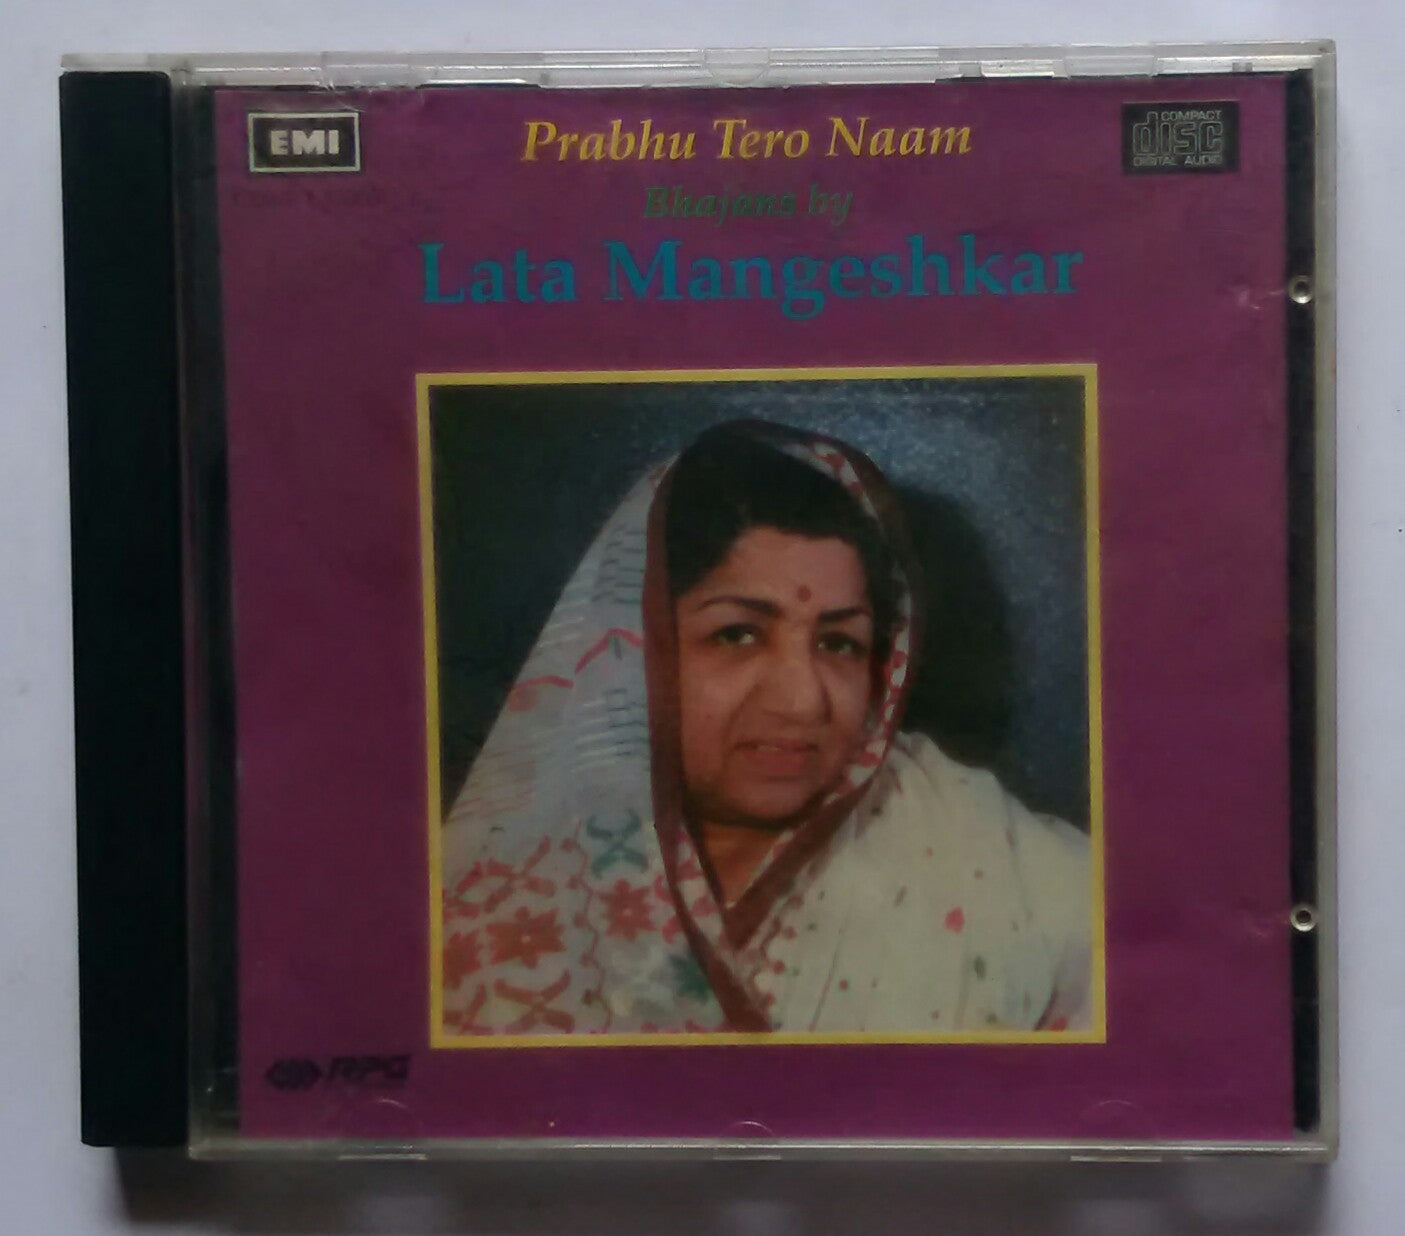 EMI
Prabhu Tero Naam
COMPACT
disc
DIGITAL AUDIO
Bhajans by
Lata Mangeshkar
RPG